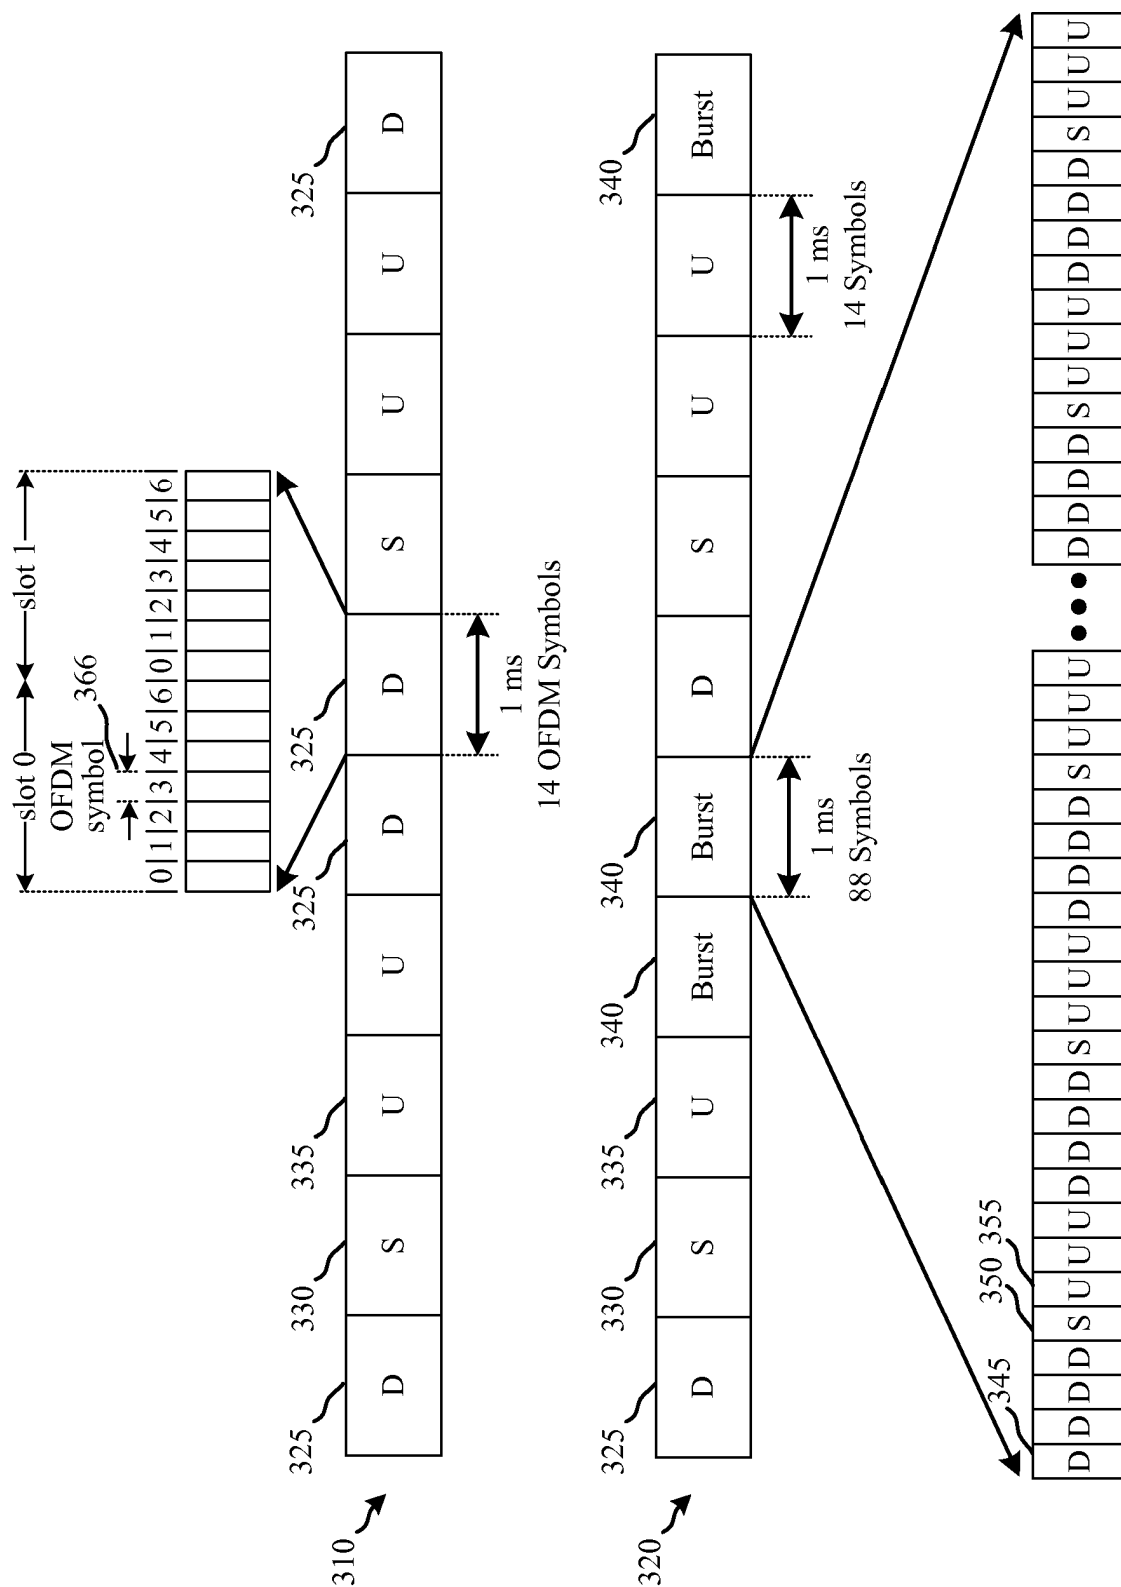 slot 0 slot 1
OFDM
symbol 366
0|1|2|3|4|5|6|0|1|2|3|4|5|6
325 330 335 325 325 325
310
D S U U D D S U U D
1 ms
14 OFDM Symbols
325 330 335 340 340 340
320
D S U Burst Burst D S U U Burst
1 ms 1 ms
88 Symbols 14 Symbols
345 350 355
D D D D S U U U D D D D S U U U D D D D S U U U ••• D D D D S U U U D D D D S U U U